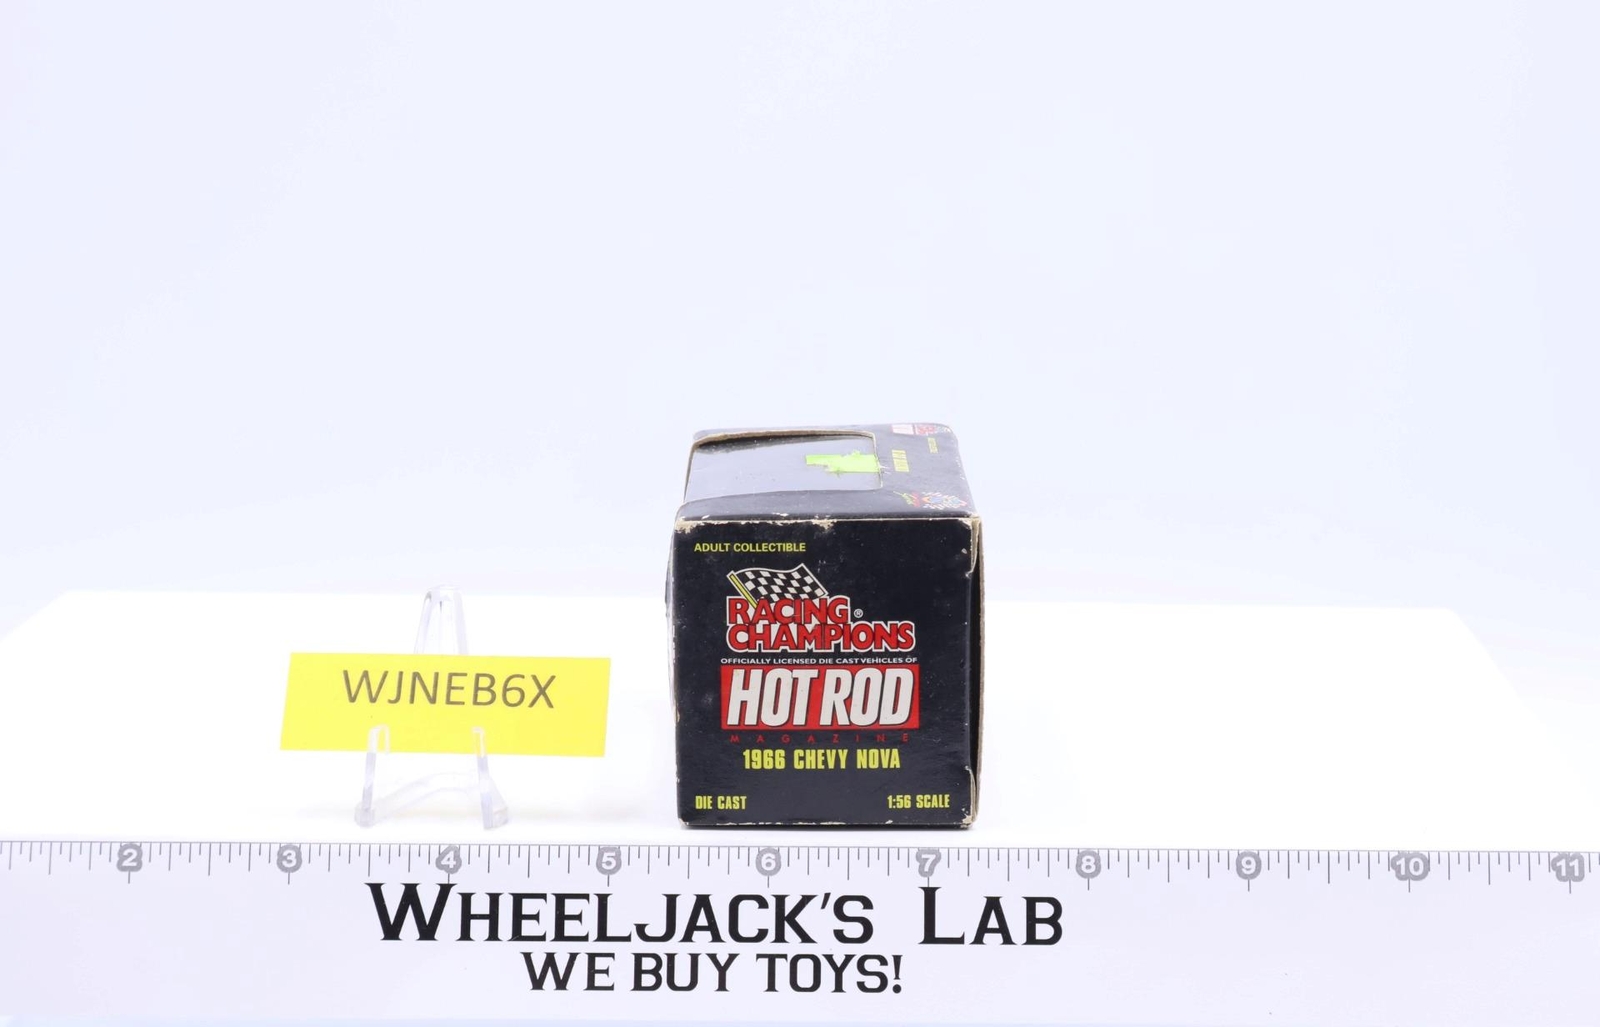 ADULT COLLECTIBLE
RACING ®
CHAMPIONS
OFFICIALLY LICENSED DIE CAST VEHICLES OF
HOT ROD
MAGAZINE
1966 CHEVY NOVA
DIE CAST 1:56 SCALE
WJNEB6X
2 3 4 5 6 7 8 9 10 11
WHEELJACK'S LAB
WE BUY TOYS!